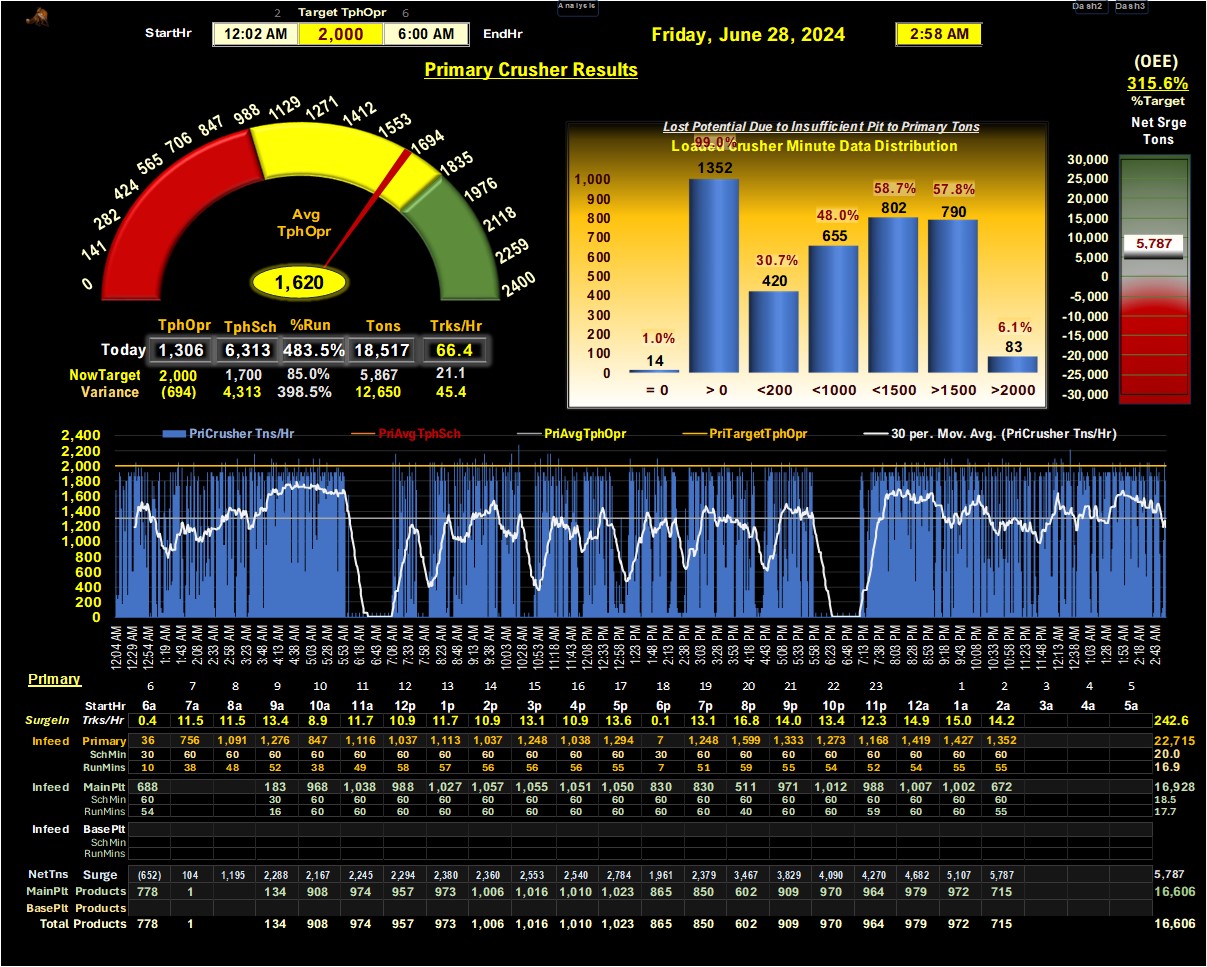 2 Target TphOpr 6
Analysis
Dash2 Dash3
StartHr 12:02 AM 2,000 6:00 AM EndHr
Friday, June 28, 2024
2:58 AM
Primary Crusher Results
(OEE)
315.6%
%Target
Net Srge
Tons
0 141 282 424 565 706 847 988 1129 1271 1412 1553 1694 1835 1976 2118 2259 2400
Avg
TphOpr
1,620
TphOpr TphSch %Run Tons Trks/Hr
Today 1,306 6,313 483.5% 18,517 66.4
NowTarget 2,000 1,700 85.0% 5,867 21.1
Variance (694) 4,313 398.5% 12,650 45.4
Lost Potential Due to Insufficient Pit to Primary Tons
Loaded Crusher Minute Data Distribution
1,000
900
800
700
600
500
400
300
200
100
0
1.0% 99.0% 30.7% 48.0% 58.7% 57.8% 6.1%
14 1352 420 655 802 790 83
= 0 > 0 <200 <1000 <1500 >1500 >2000
30,000
25,000
20,000
15,000
10,000
5,000
0
-5,000
-10,000
-15,000
-20,000
-25,000
-30,000
5,787
PriCrusher Tns/Hr PriAvgTphSch PriAvgTphOpr PriTargetTphOpr 30 per. Mov. Avg. (PriCrusher Tns/Hr)
2,400
2,200
2,000
1,800
1,600
1,400
1,200
1,000
800
600
400
200
0
12:04 AM 12:29 AM 12:54 AM 1:19 AM 1:43 AM 2:08 AM 2:33 AM 2:58 AM 3:23 AM 3:48 AM 4:13 AM 4:38 AM 5:03 AM 5:28 AM 5:53 AM 6:18 AM 6:43 AM 7:08 AM 7:33 AM 7:58 AM 8:23 AM 8:48 AM 9:13 AM 9:38 AM 10:03 AM 10:28 AM 10:53 AM 11:18 AM 11:43 AM 12:08 PM 12:33 PM 12:58 PM 1:23 PM 1:48 PM 2:13 PM 2:38 PM 3:03 PM 3:28 PM 3:53 PM 4:18 PM 4:43 PM 5:08 PM 5:33 PM 5:58 PM 6:23 PM 6:48 PM 7:13 PM 7:38 PM 8:03 PM 8:28 PM 8:53 PM 9:18 PM 9:43 PM 10:08 PM 10:33 PM 10:58 PM 11:23 PM 11:48 PM 12:13 AM 12:38 AM 1:03 AM 1:28 AM 1:53 AM 2:18 AM 2:43 AM
Primary
6 7 8 9 10 11 12 13 14 15 16 17 18 19 20 21 22 23 1 2 3 4 5
StartHr 6a 7a 8a 9a 10a 11a 12p 1p 2p 3p 4p 5p 6p 7p 8p 9p 10p 11p 12a 1a 2a 3a 4a 5a
SurgeIn Trks/Hr 0.4 11.5 11.5 13.4 8.9 11.7 10.9 11.7 10.9 13.1 10.9 13.6 0.1 13.1 16.8 14.0 13.4 12.3 14.9 15.0 14.2 242.6
Infeed Primary 36 756 1,091 1,276 847 1,116 1,037 1,113 1,037 1,248 1,038 1,294 7 1,248 1,599 1,333 1,273 1,168 1,419 1,427 1,352 22,715
SchMin 30 60 60 60 60 60 60 60 60 60 60 60 30 60 60 60 60 60 60 60 60 20.0
RunMins 10 38 48 52 38 49 58 57 56 56 56 55 7 51 59 55 54 52 54 55 55 16.9
Infeed MainPlt 688 183 968 1,038 988 1,027 1,057 1,055 1,051 1,050 830 830 511 971 1,012 988 1,007 1,002 672 16,928
SchMin 60 30 60 60 60 60 60 60 60 60 60 60 60 60 60 60 60 60 60 18.5
RunMins 54 16 60 60 60 60 60 60 60 60 60 60 40 60 60 59 60 60 55 17.7
Infeed BasePlt
SchMin
RunMins
NetTns Surge (652) 104 1,195 2,288 2,167 2,245 2,294 2,380 2,360 2,553 2,540 2,784 1,961 2,379 3,467 3,829 4,090 4,270 4,682 5,107 5,787 5,787
MainPlt Products 778 1 134 908 974 957 973 1,006 1,016 1,010 1,023 865 850 602 909 970 964 979 972 715 16,606
BasePlt Products
Total Products 778 1 134 908 974 957 973 1,006 1,016 1,010 1,023 865 850 602 909 970 964 979 972 715 16,606